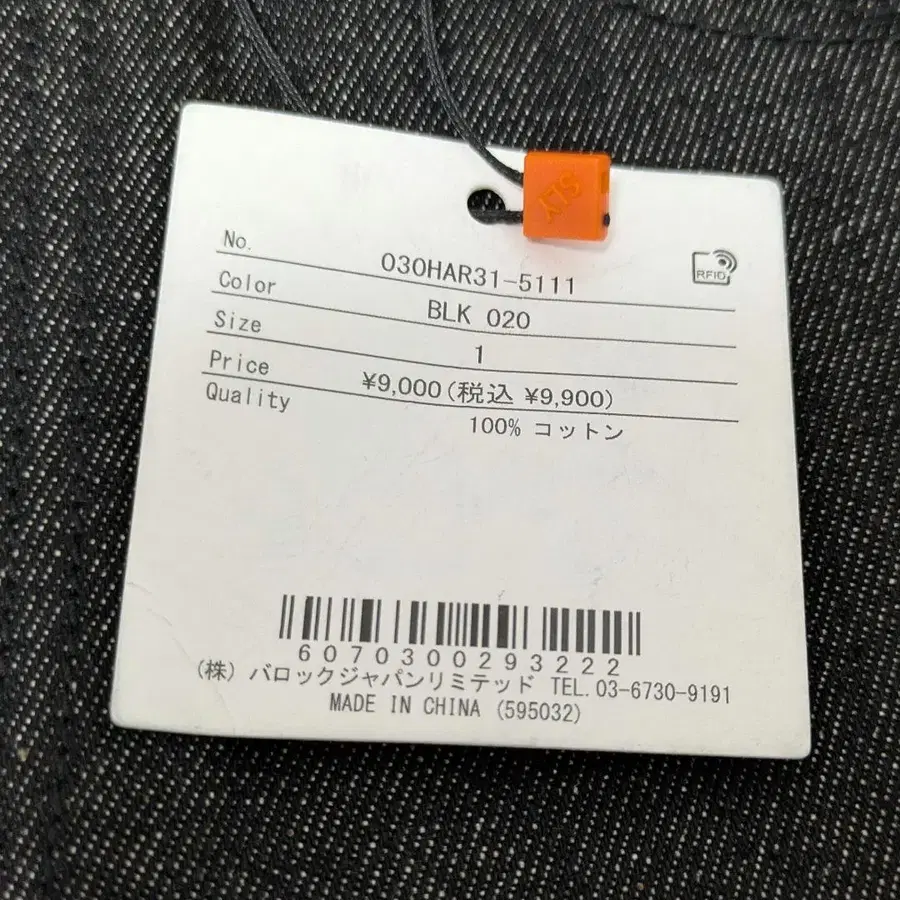 SLY
RFID
No. 030HAR31-5111
Color BLK 020
Size 1
Price ¥9,000(税込 ¥9,900)
Quality 100% コットン
6070300293222
(株) バロックジャパンリミテッド TEL. 03-6730-9191
MADE IN CHINA (595032)